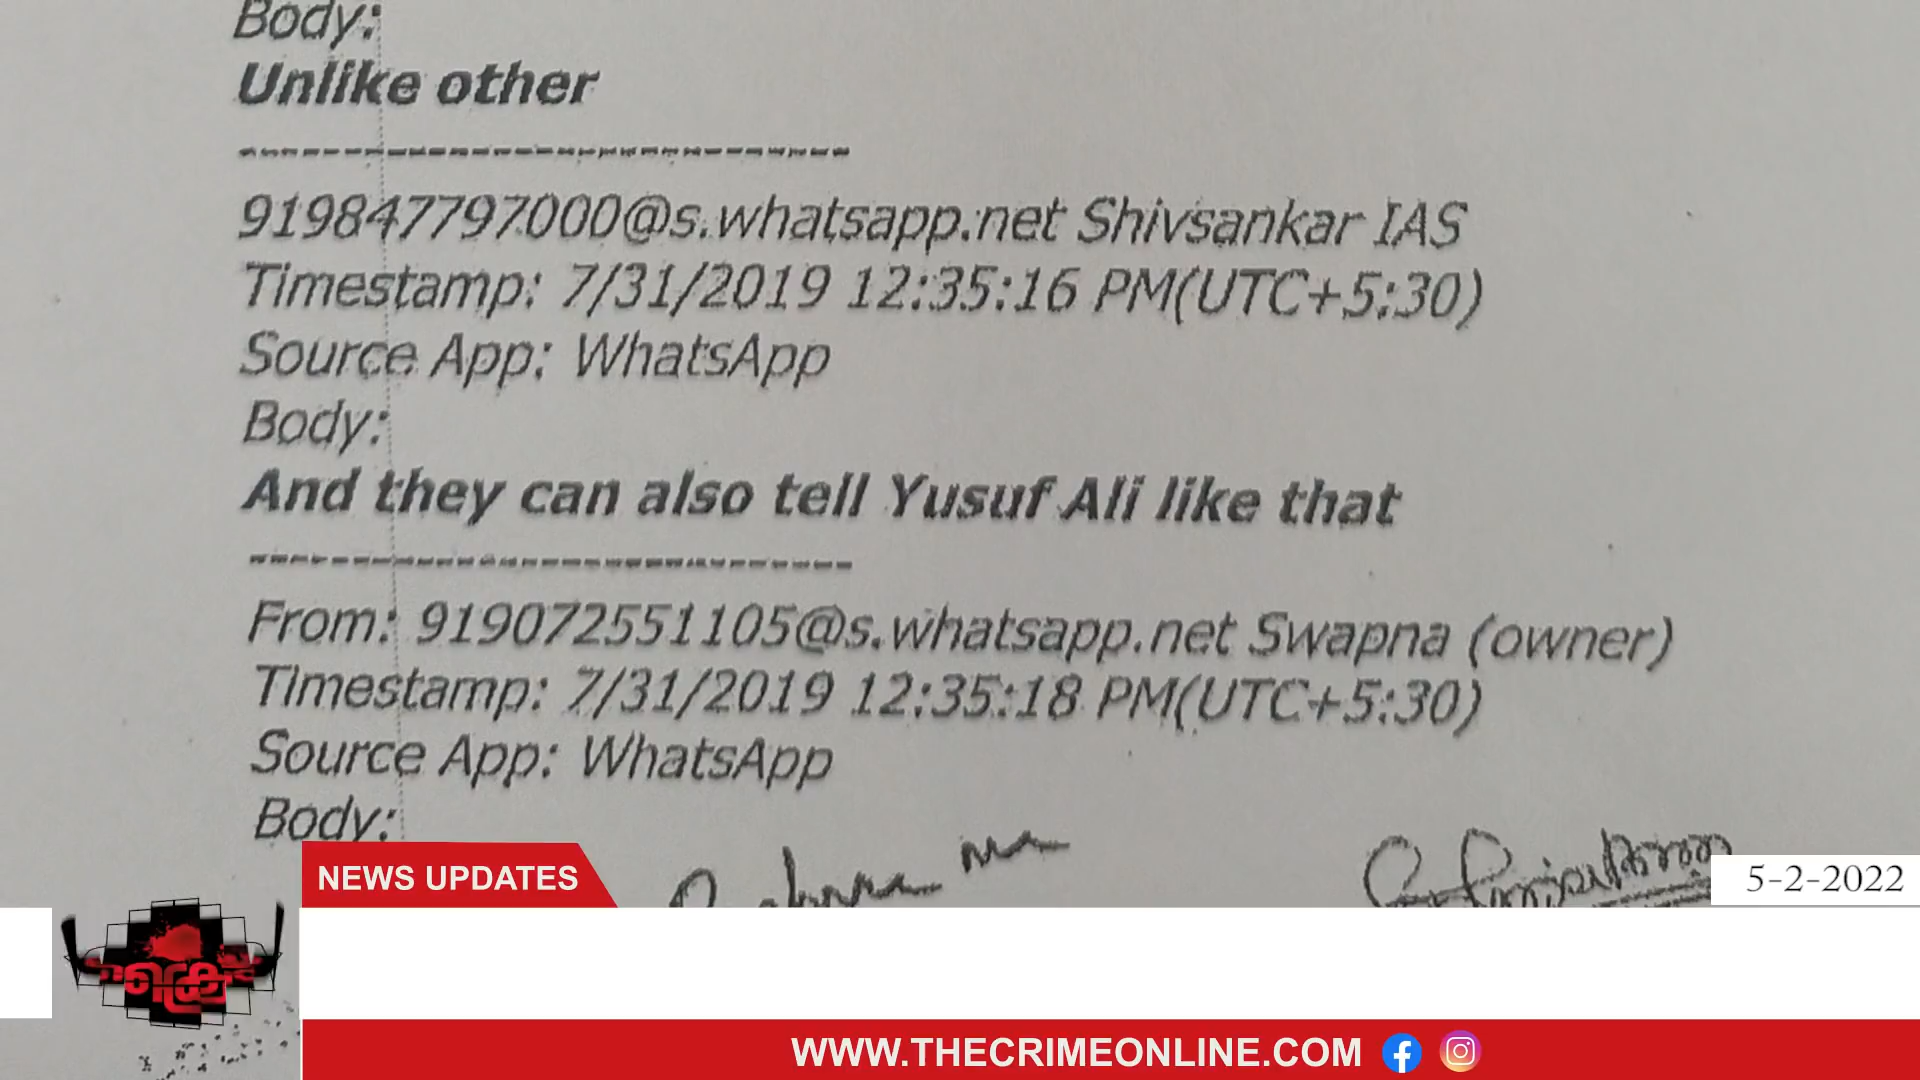 Body:
Unlike other
-----------------------------
919847797000@s.whatsapp.net Shivsankar IAS
Timestamp: 7/31/2019 12:35:16 PM(UTC+5:30)
Source App: WhatsApp
Body:
And they can also tell Yusuf Ali like that
-----------------------------
From: 919072551105@s.whatsapp.net Swapna (owner)
Timestamp: 7/31/2019 12:35:18 PM(UTC+5:30)
Source App: WhatsApp
Body:
NEWS UPDATES
5-2-2022
ക്രൈം
WWW.THECRIMEONLINE.COM